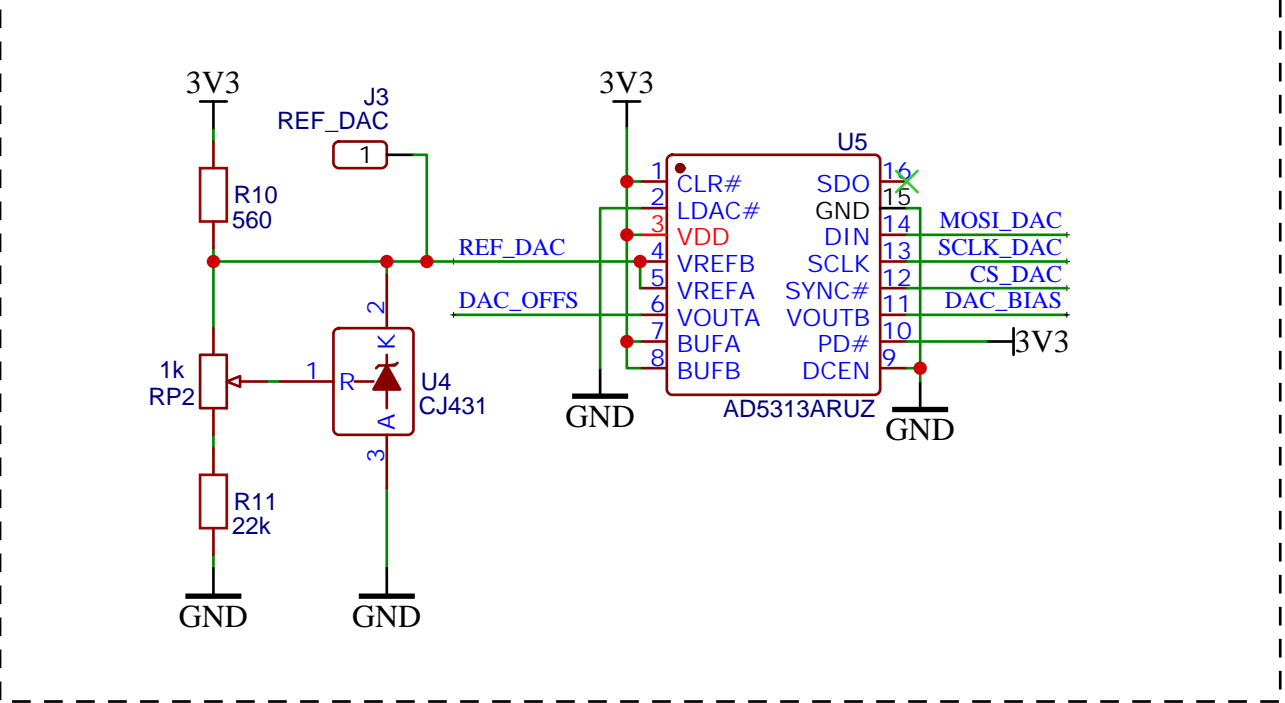 3V3
J3
REF_DAC
1
R10
560
1k
RP2
R11
22k
GND
2
K
1
R
A
3
U4
CJ431
GND
REF_DAC
DAC_OFFS
3V3
GND
U5
1 CLR#
2 LDAC#
3 VDD
4 VREFB
5 VREFA
6 VOUTA
7 BUFA
8 BUFB
SDO 16
GND 15
DIN 14 MOSI_DAC
SCLK 13 SCLK_DAC
SYNC# 12 CS_DAC
VOUTB 11 DAC_BIAS
PD# 10 3V3
DCEN 9
AD5313ARUZ
GND